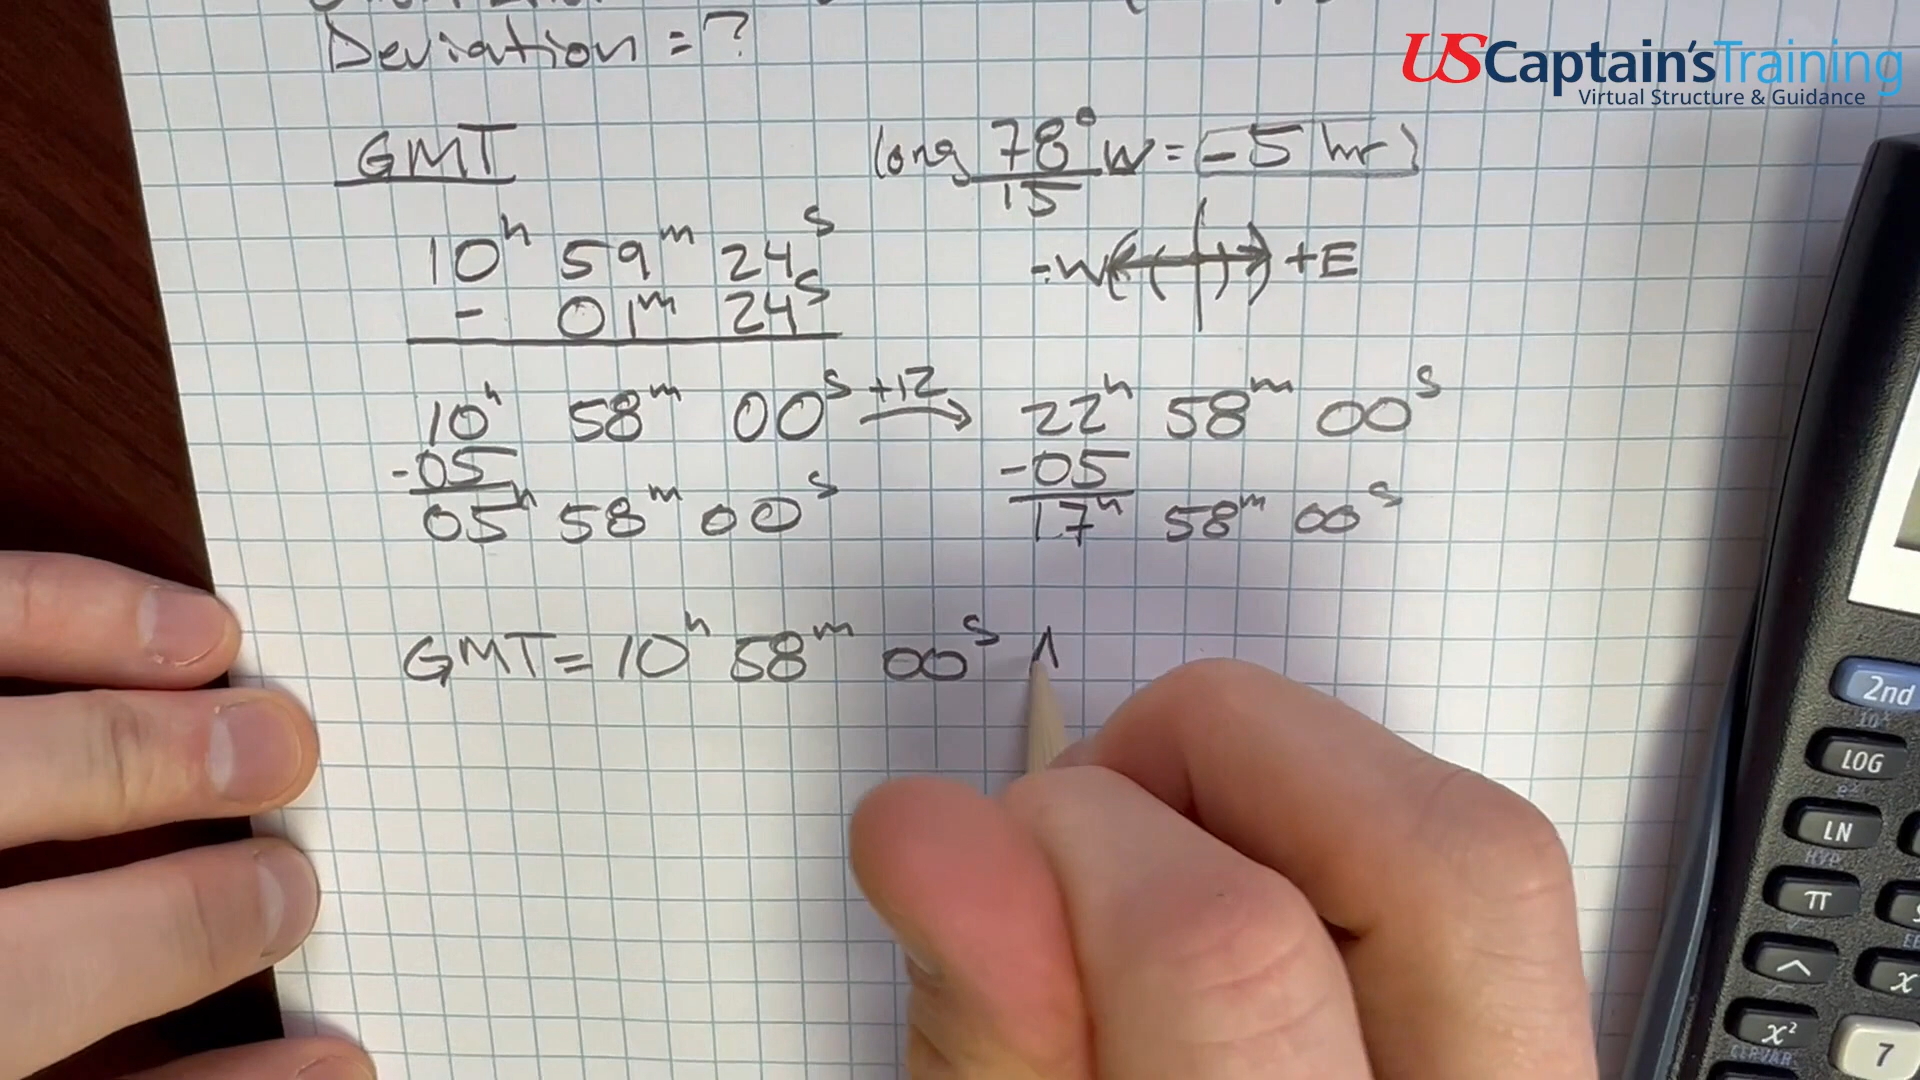 USCaptain'sTraining
Virtual Structure & Guidance
Deviation = ?
GMT
long 78° W = -5 hr
15
10h 59m 24s
- 01m 24s
-W +E
10h 58m 00s +12 22h 58m 00s
-05 -05
05h 58m 00s 17h 58m 00s
GMT = 10h 58m 00s
2nd
10ˣ
LOG
eˣ
LN
HYP
π
^
x
x²
7